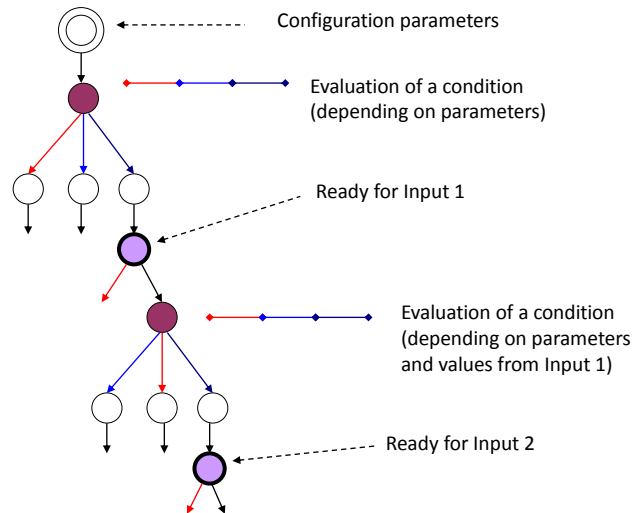 Configuration parameters
Evaluation of a condition
(depending on parameters)
Ready for Input 1
Evaluation of a condition
(depending on parameters
and values from Input 1)
Ready for Input 2